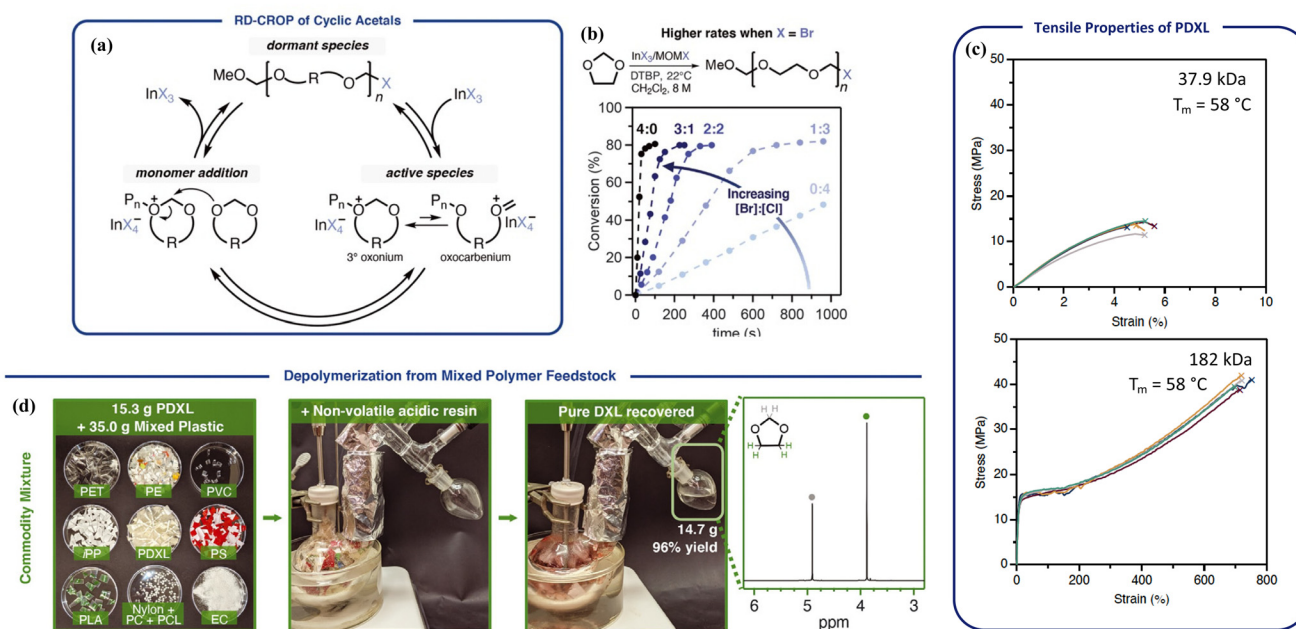 RD-CROP of Cyclic Acetals
(a)
dormant species
MeO O R O X
n
InX3
InX3
monomer addition
active species
Pn O+ O O O
InX4−
R R
Pn O+ O Pn O O+
InX4− InX4−
R R
3° oxonium oxocarbenium
(b)
Higher rates when X = Br
InX3/MOMX
DTBP, 22°C
CH2Cl2, 8 M
O O
MeO O O X
n
100
80
60
40
20
0
Conversion (%)
4:0 3:1 2:2 1:3
0:4
Increasing
[Br]:[Cl]
0 200 400 600 800 1000
time (s)
Tensile Properties of PDXL
(c)
37.9 kDa
Tm = 58 °C
50
40
30
20
10
0
Stress (MPa)
0 2 4 6 8 10
Strain (%)
182 kDa
Tm = 58 °C
50
40
30
20
10
0
Stress (MPa)
0 100 200 300 400 500 600 700 800
Strain (%)
Depolymerization from Mixed Polymer Feedstock
(d)
Commodity Mixture
15.3 g PDXL
+ 35.0 g Mixed Plastic
PET PE PVC
iPP PDXL PS
PLA Nylon + PC + PCL EC
+ Non-volatile acidic resin
Pure DXL recovered
14.7 g
96% yield
H H
O O
H H
H H
6 5 4 3
ppm